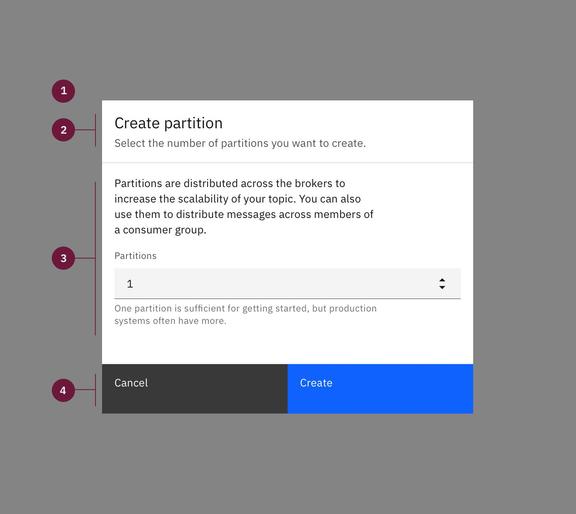 1
2
Create partition
Select the number of partitions you want to create.
3
Partitions are distributed across the brokers to
increase the scalability of your topic. You can also
use them to distribute messages across members of
a consumer group.
Partitions
1
One partition is sufficient for getting started, but production
systems often have more.
4
Cancel
Create